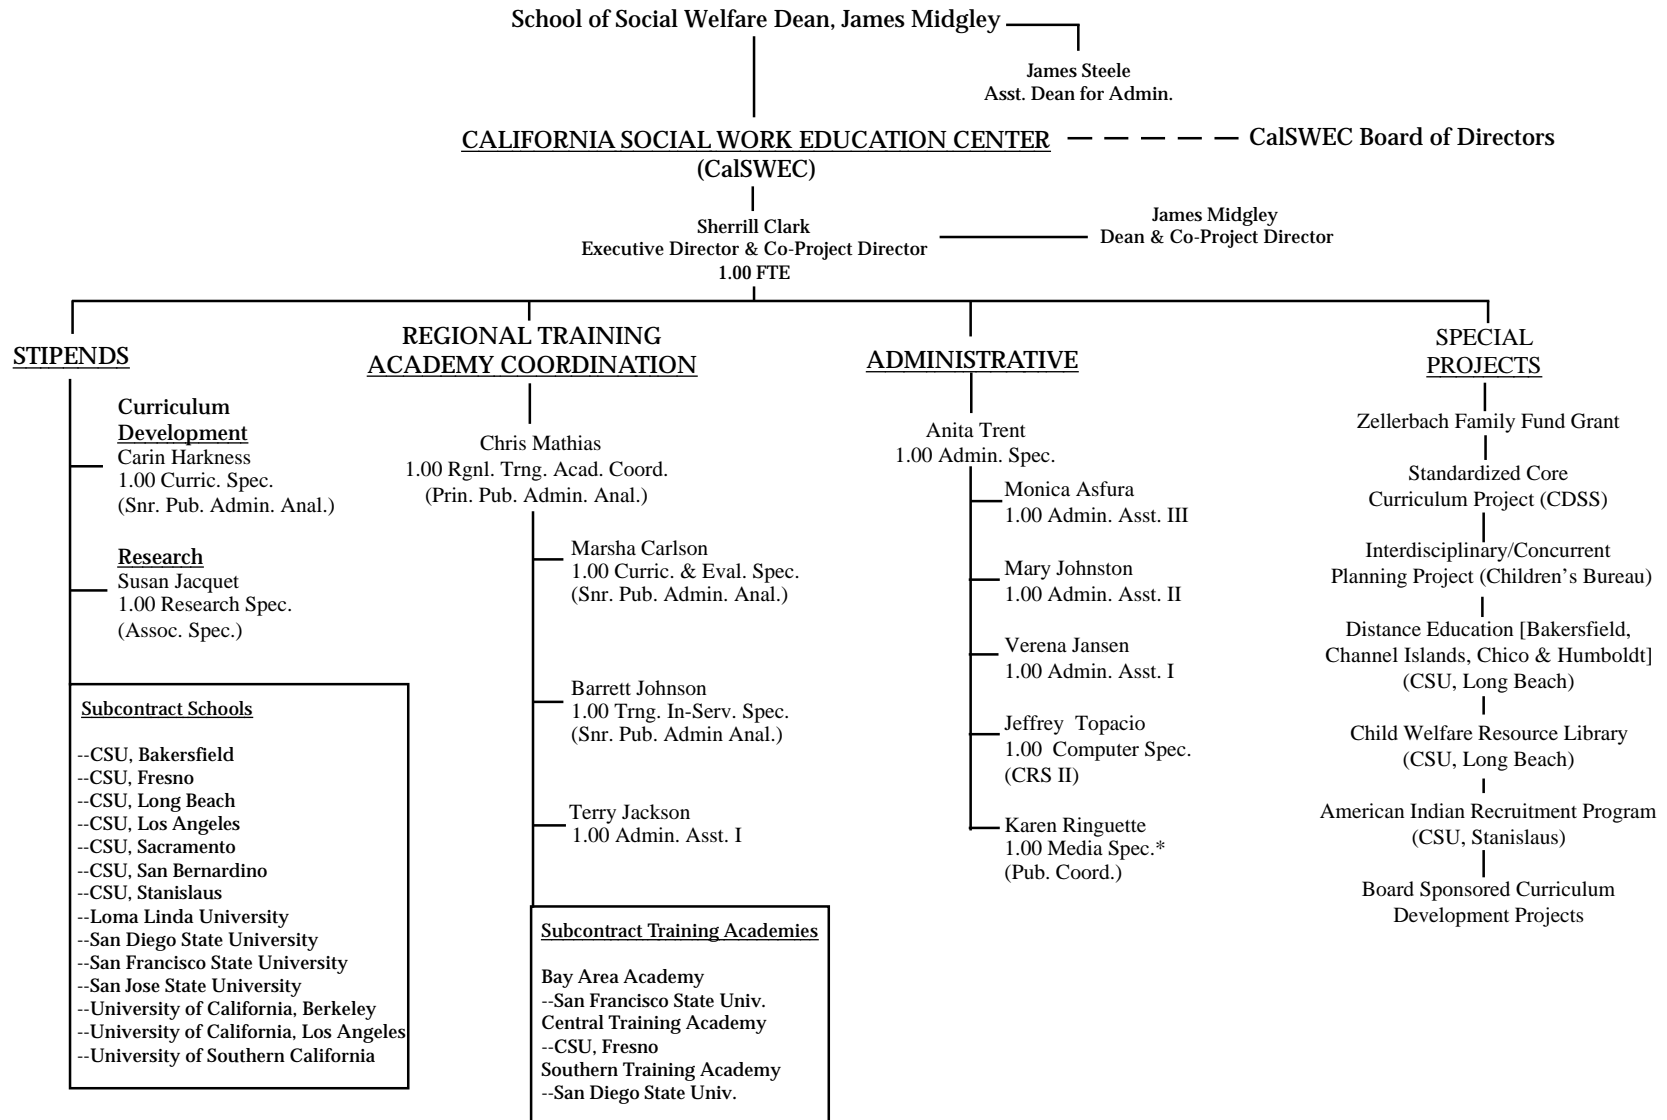 School of Social Welfare Dean, James Midgley
James Steele
Asst. Dean for Admin.
CALIFORNIA SOCIAL WORK EDUCATION CENTER
(CalSWEC)
CalSWEC Board of Directors
Sherrill Clark
Executive Director & Co-Project Director
1.00 FTE
James Midgley
Dean & Co-Project Director
STIPENDS
Curriculum
Development
Carin Harkness
1.00 Curric. Spec.
(Snr. Pub. Admin. Anal.)
Research
Susan Jacquet
1.00 Research Spec.
(Assoc. Spec.)
Subcontract Schools
--CSU, Bakersfield
--CSU, Fresno
--CSU, Long Beach
--CSU, Los Angeles
--CSU, Sacramento
--CSU, San Bernardino
--CSU, Stanislaus
--Loma Linda University
--San Diego State University
--San Francisco State University
--San Jose State University
--University of California, Berkeley
--University of California, Los Angeles
--University of Southern California
REGIONAL TRAINING
ACADEMY COORDINATION
Chris Mathias
1.00 Rgnl. Trng. Acad. Coord.
(Prin. Pub. Admin. Anal.)
Marsha Carlson
1.00 Curric. & Eval. Spec.
(Snr. Pub. Admin. Anal.)
Barrett Johnson
1.00 Trng. In-Serv. Spec.
(Snr. Pub. Admin Anal.)
Terry Jackson
1.00 Admin. Asst. I
Subcontract Training Academies
Bay Area Academy
--San Francisco State Univ.
Central Training Academy
--CSU, Fresno
Southern Training Academy
--San Diego State Univ.
ADMINISTRATIVE
Anita Trent
1.00 Admin. Spec.
Monica Asfura
1.00 Admin. Asst. III
Mary Johnston
1.00 Admin. Asst. II
Verena Jansen
1.00 Admin. Asst. I
Jeffrey Topacio
1.00 Computer Spec.
(CRS II)
Karen Ringuette
1.00 Media Spec.*
(Pub. Coord.)
SPECIAL
PROJECTS
Zellerbach Family Fund Grant
Standardized Core
Curriculum Project (CDSS)
Interdisciplinary/Concurrent
Planning Project (Children's Bureau)
Distance Education [Bakersfield,
Channel Islands, Chico & Humboldt]
(CSU, Long Beach)
Child Welfare Resource Library
(CSU, Long Beach)
American Indian Recruitment Program
(CSU, Stanislaus)
Board Sponsored Curriculum
Development Projects